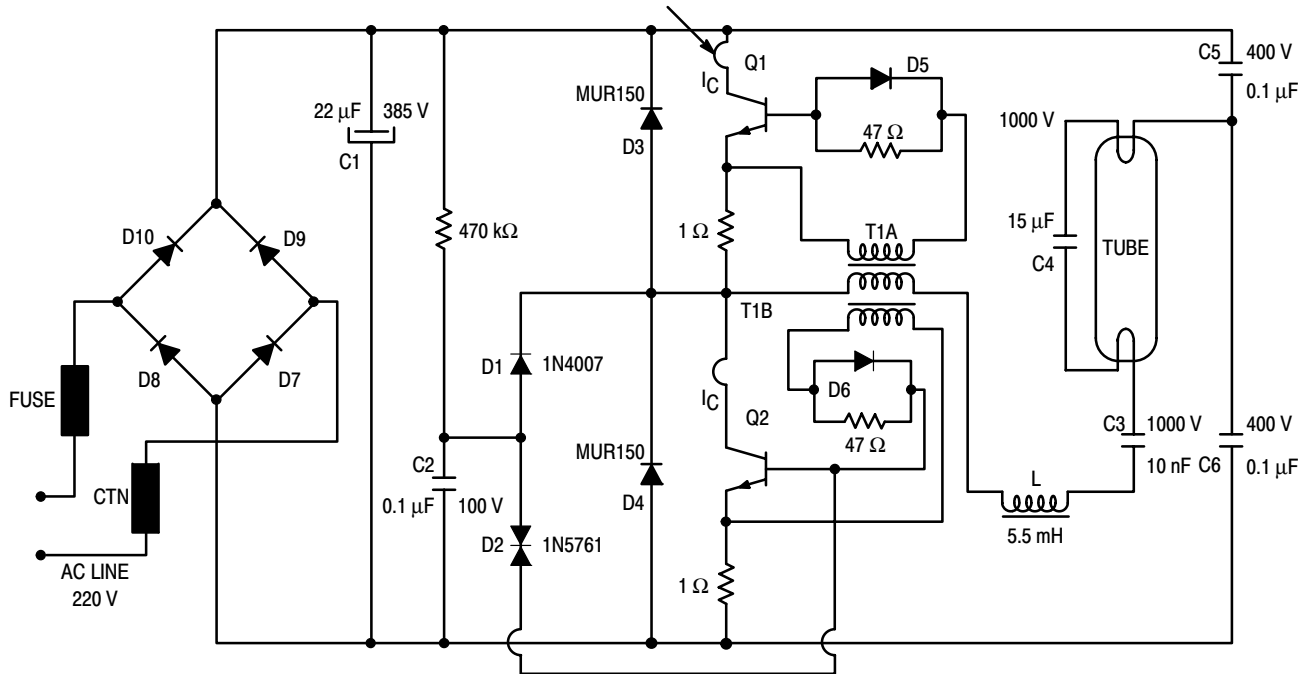 Q1
I_C
D5
47 Ω
MUR150
D3
22 µF 385 V
C1
470 kΩ
1 Ω
T1A
T1B
C5 400 V
0.1 µF
1000 V
15 µF
C4
TUBE
D10
D9
D8
D7
FUSE
CTN
AC LINE
220 V
D1 1N4007
I_C
D6
47 Ω
Q2
MUR150
D4
C2
0.1 µF 100 V
D2 1N5761
1 Ω
L
5.5 mH
C3 1000 V
10 nF
400 V
C6 0.1 µF